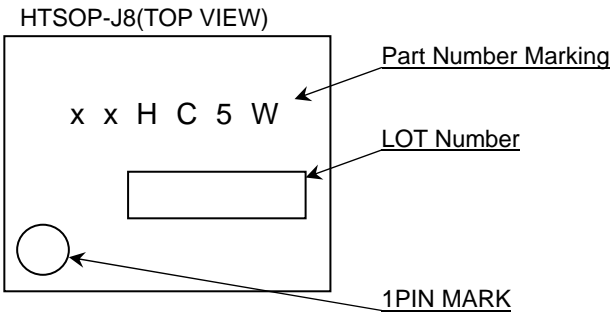 HTSOP-J8(TOP VIEW)
Part Number Marking
x x H C 5 W
LOT Number
1PIN MARK